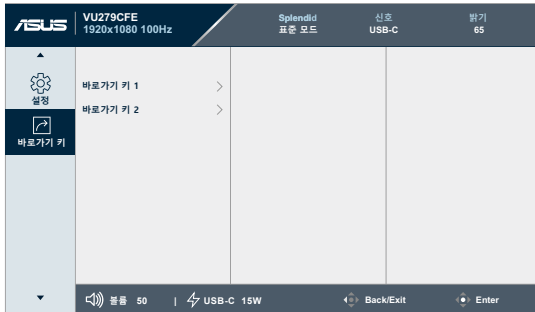 ASUS
VU279CFE
1920x1080 100Hz
Splendid
표준 모드
신호
USB-C
밝기
65
설정
바로가기 키
바로가기 키 1
바로가기 키 2
볼륨 50 | USB-C 15W Back/Exit Enter